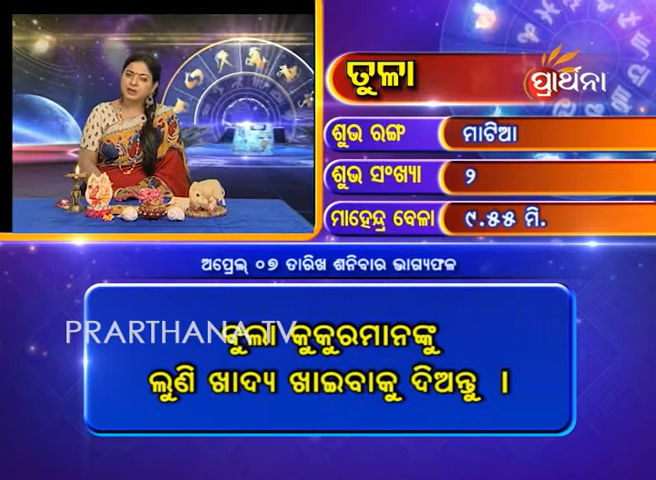 ତୁଳା
ପ୍ରାର୍ଥନା
ଶୁଭ ରଙ୍ଗ
ମାଟିଆ
ଶୁଭ ସଂଖ୍ୟା
୨
ମାହେନ୍ଦ୍ର ବେଳା
୯.୫୫ ମି.
ଅପ୍ରେଲ୍ ୦୭ ତାରିଖ ଶନିବାର ଭାଗ୍ୟଫଳ
PRARTHANA TV
ବୁଲା କୁକୁରମାନଙ୍କୁ
ଲୁଣି ଖାଦ୍ୟ ଖାଇବାକୁ ଦିଅନ୍ତୁ ।